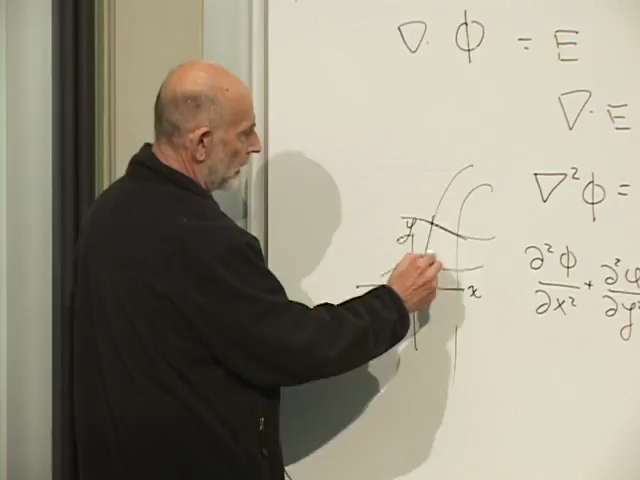 ∇· Φ = E
∇· E
∇²ϕ =
∂²ϕ/∂x² + ∂²φ/∂y²
y
x